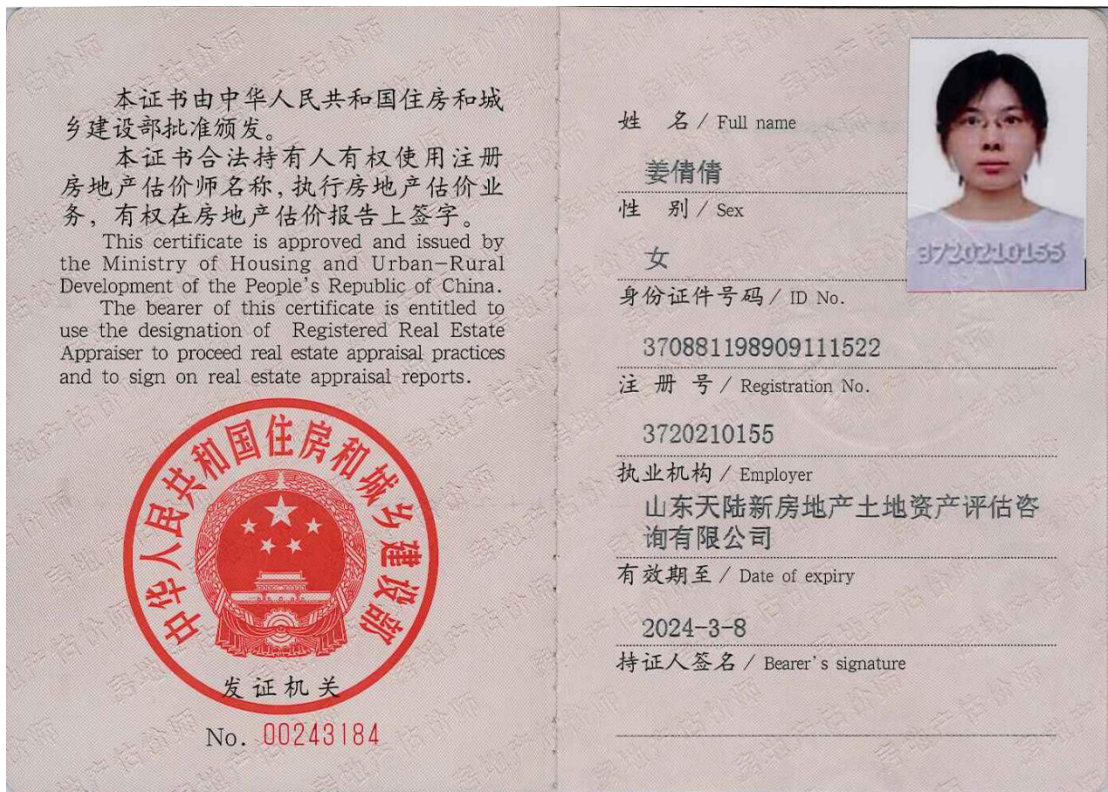 本证书由中华人民共和国住房和城
乡建设部批准颁发。
本证书合法持有人有权使用注册
房地产估价师名称，执行房地产估价业
务，有权在房地产估价报告上签字。
This certificate is approved and issued by
the Ministry of Housing and Urban-Rural
Development of the People's Republic of China.
The bearer of this certificate is entitled to
use the designation of Registered Real Estate
Appraiser to proceed real estate appraisal practices
and to sign on real estate appraisal reports.
中华人民共和国住房和城乡建设部
发证机关
No. 00243184
姓 名 / Full name
姜倩倩
性 别 / Sex
女
身份证件号码 / ID No.
370881198909111522
注 册 号 / Registration No.
3720210155
执业机构 / Employer
山东天陆新房地产土地资产评估咨
询有限公司
有效期至 / Date of expiry
2024-3-8
持证人签名 / Bearer's signature
3720210155